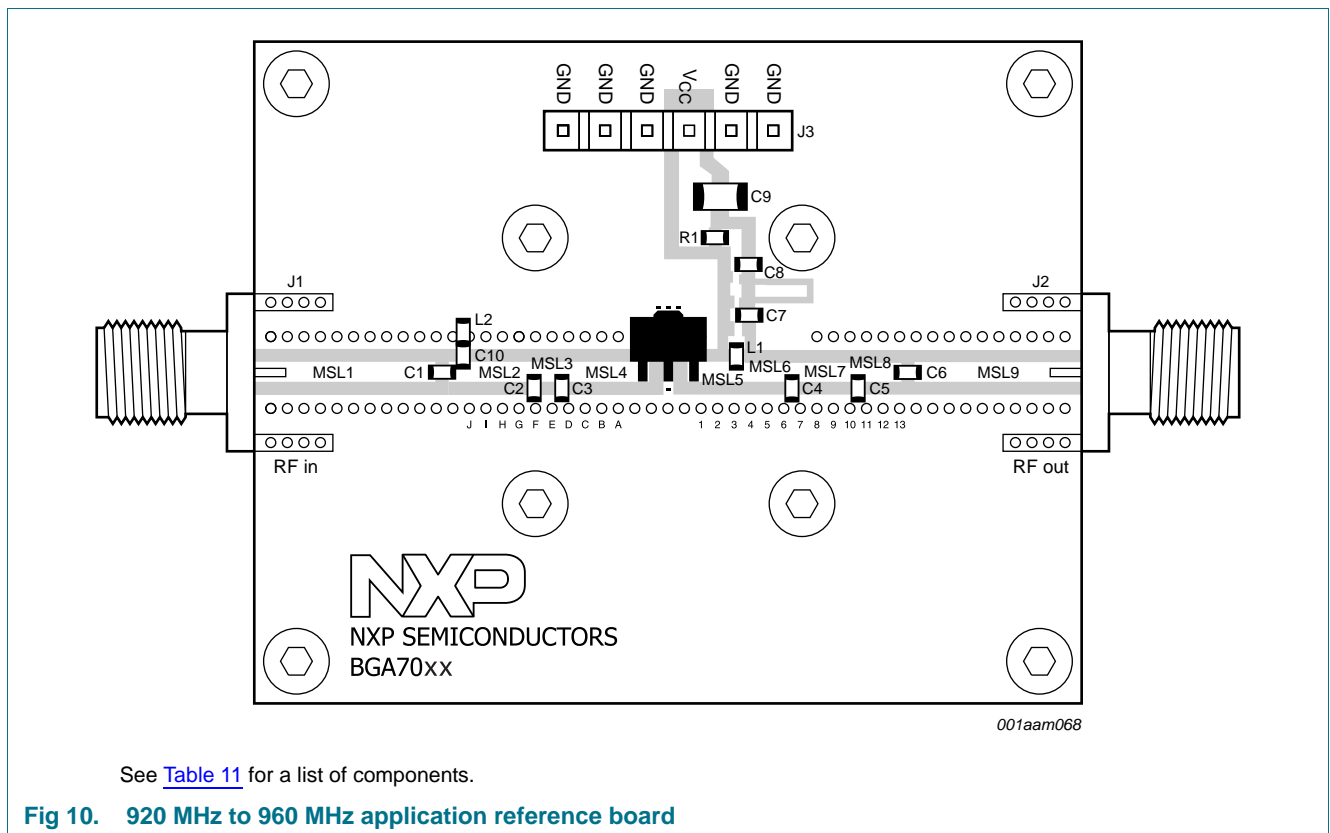 GND GND GND VCC GND GND
J3
C9
R1
C8
J1
J2
C7
L2
L1
C10
MSL1
C1
MSL2
MSL3
MSL4
MSL5
MSL6
MSL7
MSL8
C6
MSL9
C2
C3
C4
C5
J I H G F E D C B A
1 2 3 4 5 6 7 8 9 10 11 12 13
RF in
RF out
NXP
NXP SEMICONDUCTORS
BGA70xx
001aam068
See Table 11 for a list of components.
Fig 10. 920 MHz to 960 MHz application reference board